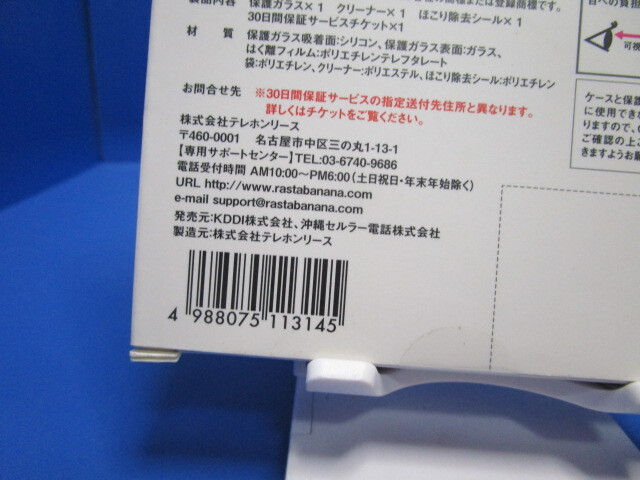 製品内容 保護ガラス×1 クリーナー×1 ほこり除去シール×1
30日間保証サービスチケット×1
材 質 保護ガラス吸着面:シリコン、保護ガラス表面:ガラス、
はく離フィルム:ポリエチレンテレフタレート
袋:ポリエチレン、クリーナー:ポリエステル、ほこり除去シール:ポリエチレン
お問合せ先 ※30日間保証サービスの指定送付先住所と異なります。
詳しくはチケットをご覧ください。
株式会社テレホンリース
〒460-0001 名古屋市中区三の丸1-13-1
【専用サポートセンター】TEL:03-6740-9686
電話受付時間 AM10:00〜PM6:00(土日祝日・年末年始除く)
URL http://www.rastabanana.com
e-mail support@rastabanana.com
発売元:KDDI株式会社、沖縄セルラー電話株式会社
製造元:株式会社テレホンリース
4 988075 113145
目への負担
可視
ケースと保護
に使用でき
りますので、
ご確認の上ご
きますようお願